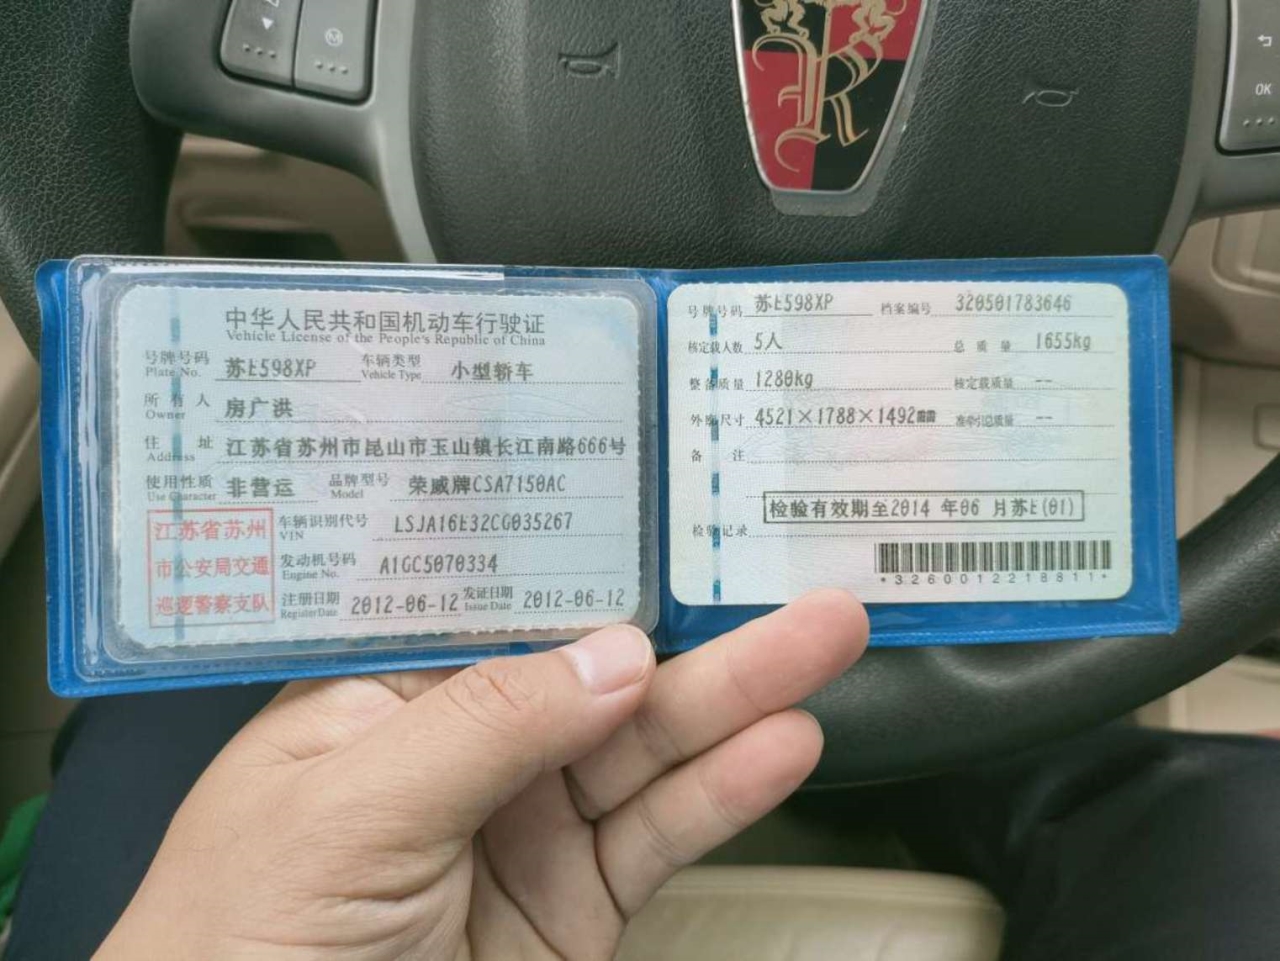 中华人民共和国机动车行驶证
Vehicle License of the People's Republic of China
号牌号码 Plate No. 苏E598XP 车辆类型 Vehicle Type 小型轿车
所有人 Owner 房广洪
住址 Address 江苏省苏州市昆山市玉山镇长江南路666号
使用性质 Use Character 非营运 品牌型号 Model 荣威牌CSA7150AC
江苏省苏州
市公安局交通
巡逻警察支队
车辆识别代号 VIN LSJA16E32CG035267
发动机号码 Engine No. A1GC5070334
注册日期 Register Date 2012-06-12 发证日期 Issue Date 2012-06-12
号牌号码 苏E598XP 档案编号 320501783646
核定载人数 5人 总质量 1655kg
整备质量 1280kg 核定载质量 --
外廓尺寸 4521×1788×1492mm 准牵引总质量 --
备注
检验有效期至2014 年06 月苏E(01)
检验记录
*3260012218811*
R
OK